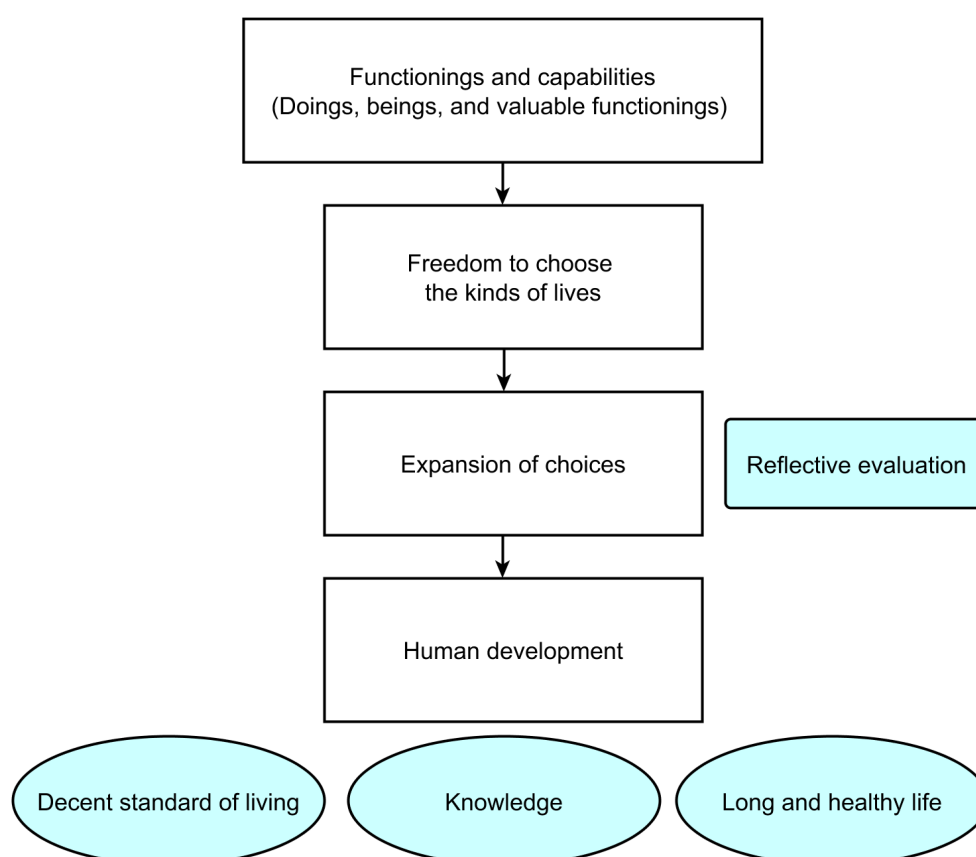 Functionings and capabilities
(Doings, beings, and valuable functionings)
Freedom to choose
the kinds of lives
Expansion of choices
Reflective evaluation
Human development
Decent standard of living
Knowledge
Long and healthy life